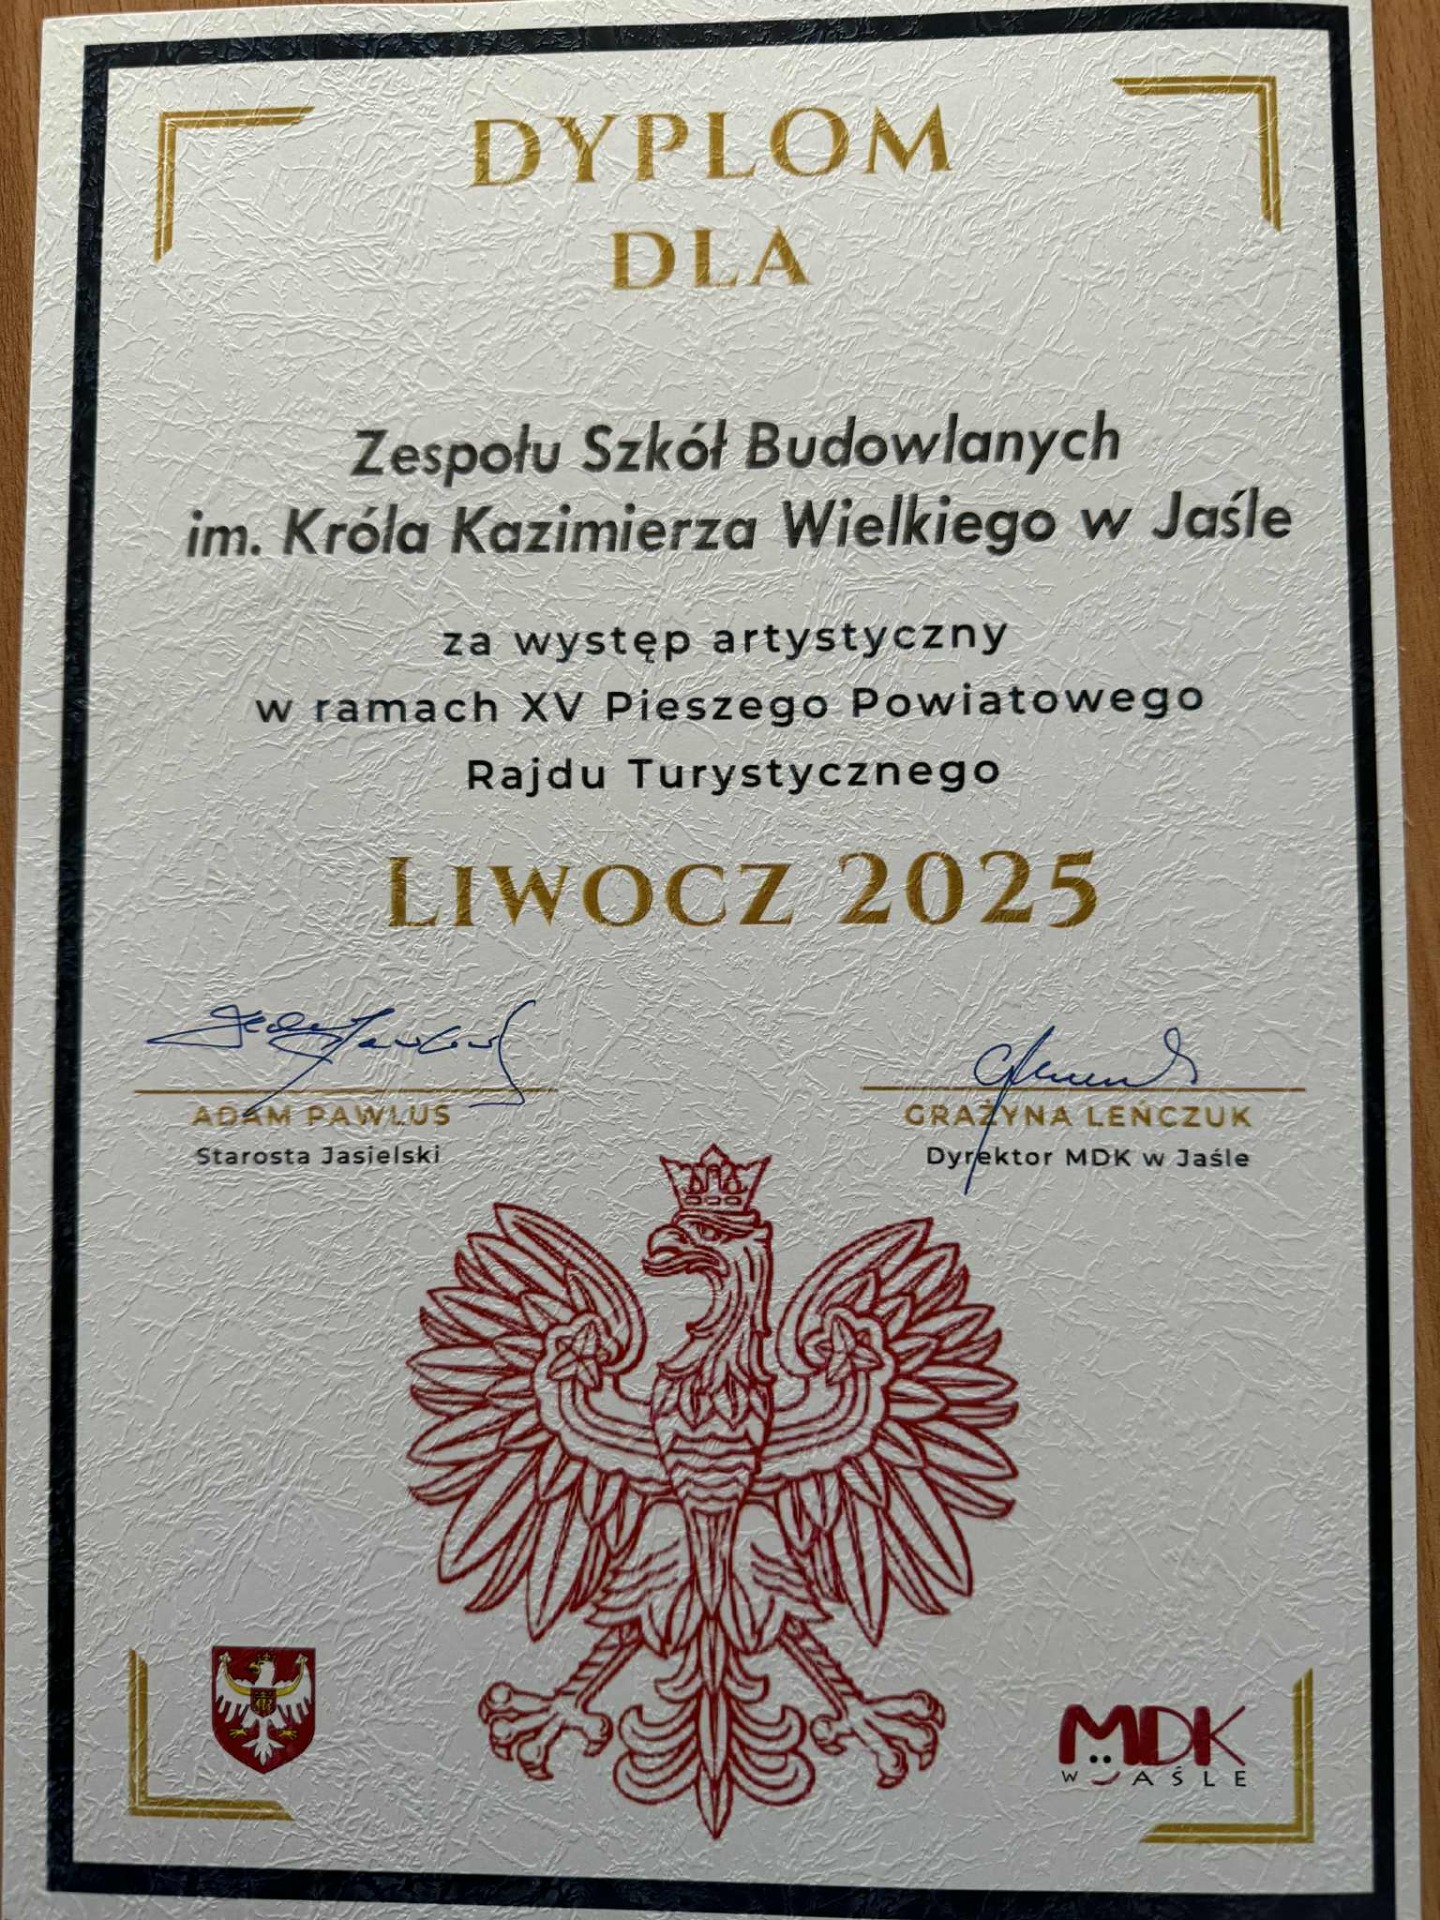 DYPLOM
DLA
Zespołu Szkół Budowlanych
im. Króla Kazimierza Wielkiego w Jaśle
za występ artystyczny
w ramach XV Pieszego Powiatowego
Rajdu Turystycznego
LIWOCZ 2025
ADAM PAWLUŚ
Starosta Jasielski
GRAŻYNA LEŃCZUK
Dyrektor MDK w Jaśle
MDK
W JAŚLE